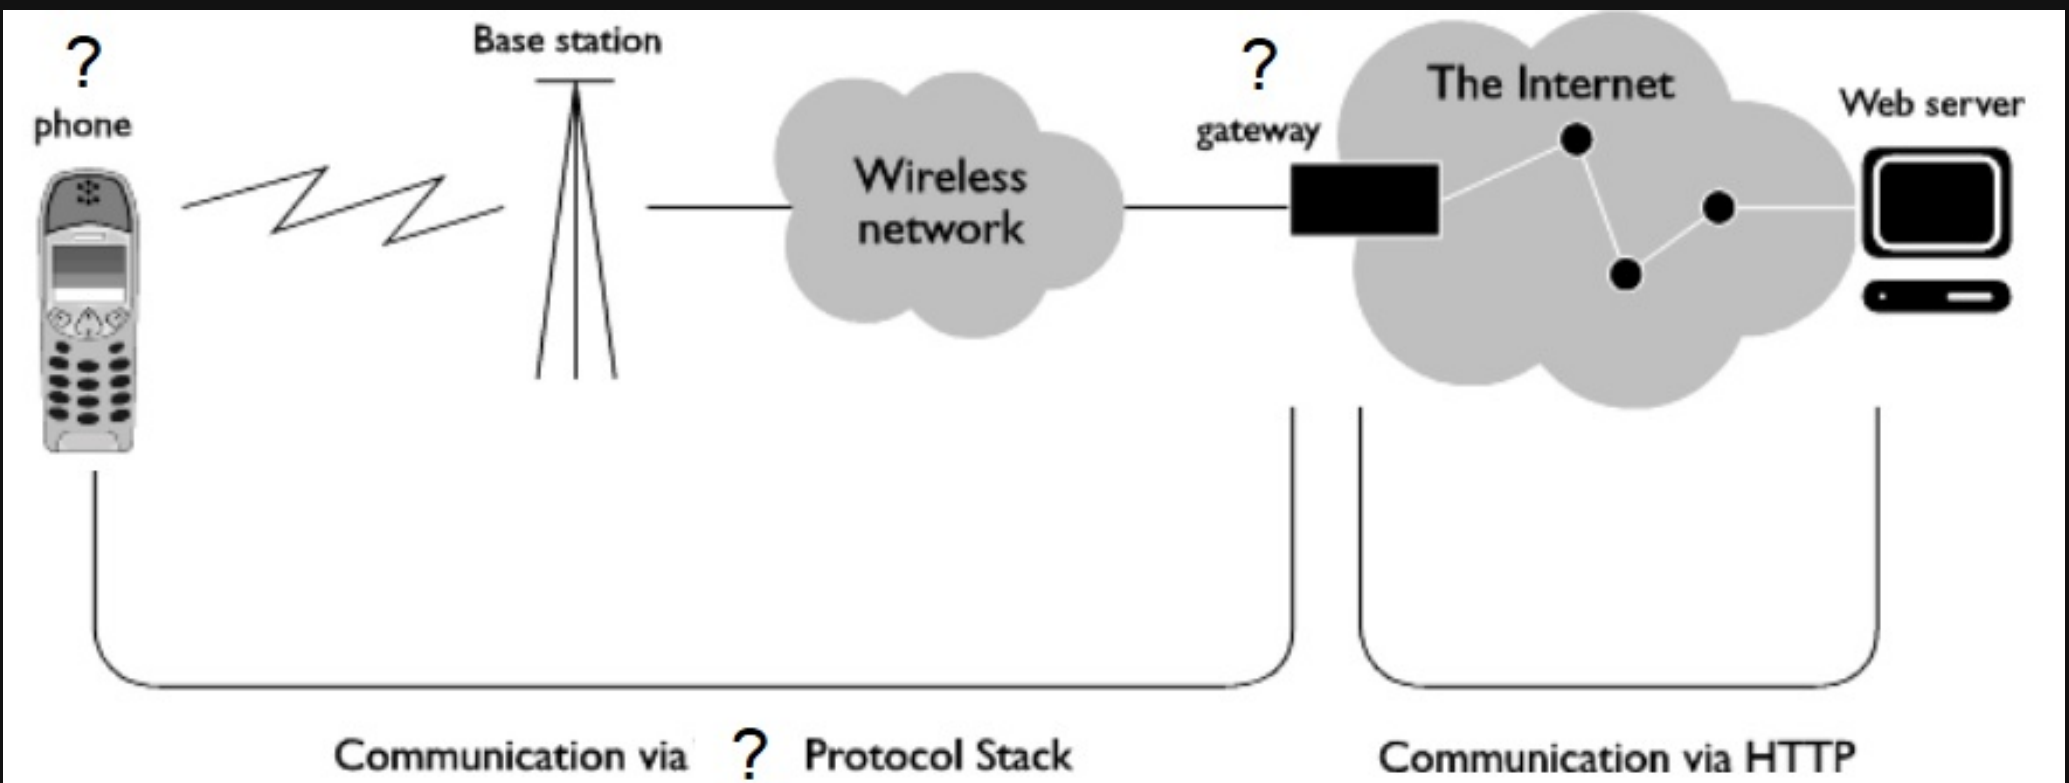 ?
phone
Base station
Wireless
network
?
gateway
The Internet
Web server
Communication via ? Protocol Stack
Communication via HTTP